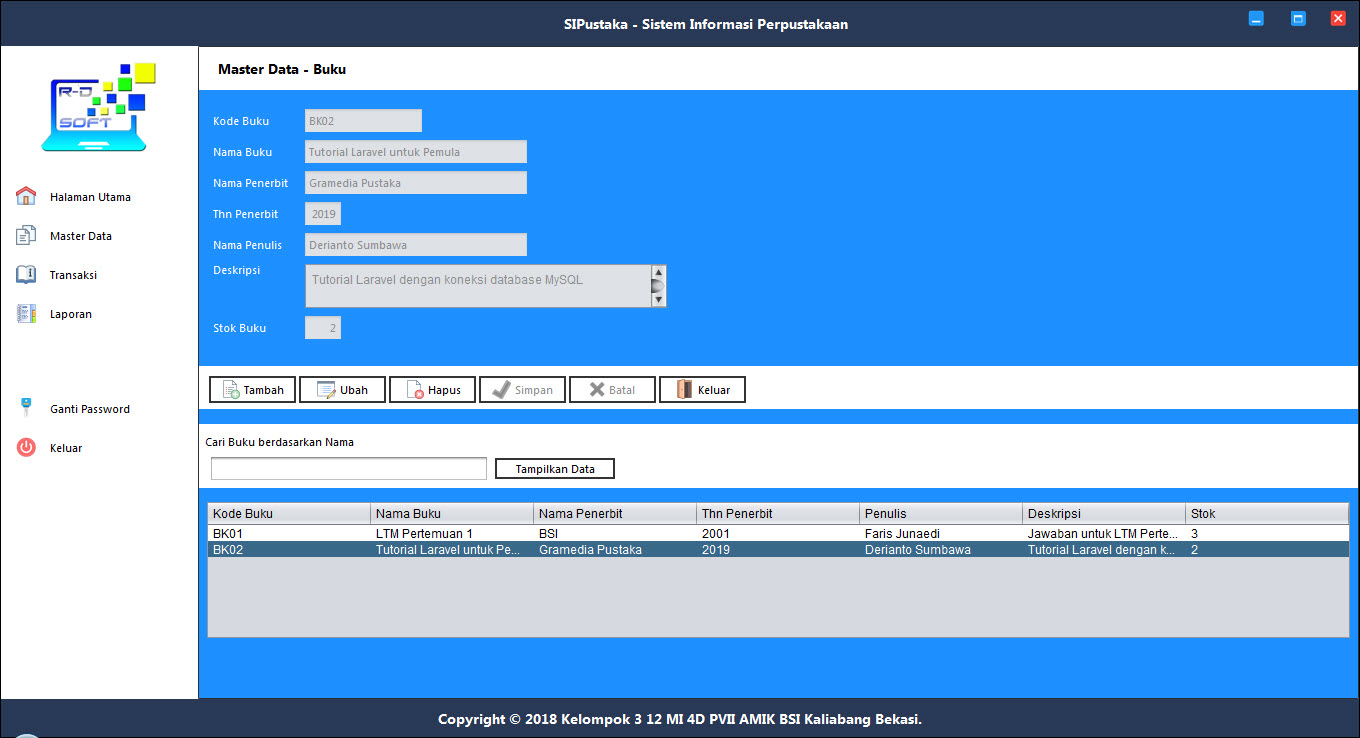 SIPustaka - Sistem Informasi Perpustakaan
R-D
SOFT
Halaman Utama
Master Data
Transaksi
Laporan
Ganti Password
Keluar
Master Data - Buku
Kode Buku BK02
Nama Buku Tutorial Laravel untuk Pemula
Nama Penerbit Gramedia Pustaka
Thn Penerbit 2019
Nama Penulis Derianto Sumbawa
Deskripsi Tutorial Laravel dengan koneksi database MySQL
Stok Buku 2
Tambah Ubah Hapus Simpan Batal Keluar
Cari Buku berdasarkan Nama
Tampilkan Data
Kode Buku Nama Buku Nama Penerbit Thn Penerbit Penulis Deskripsi Stok
BK01 LTM Pertemuan 1 BSI 2001 Faris Junaedi Jawaban untuk LTM Perte... 3
BK02 Tutorial Laravel untuk Pe... Gramedia Pustaka 2019 Derianto Sumbawa Tutorial Laravel dengan k... 2
Copyright © 2018 Kelompok 3 12 MI 4D PVII AMIK BSI Kaliabang Bekasi.